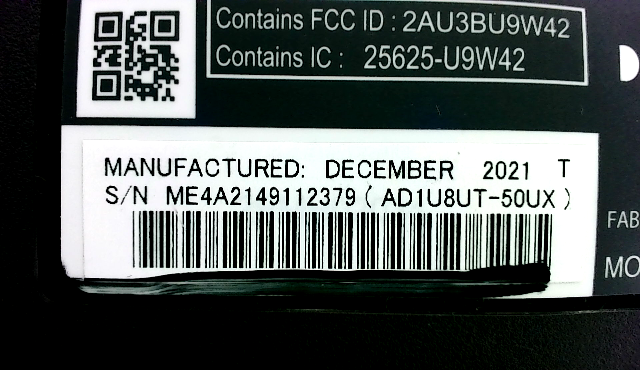 Contains FCC ID : 2AU3BU9W42
Contains IC : 25625-U9W42
MANUFACTURED: DECEMBER 2021 T
S/N ME4A2149112379 ( AD1U8UT-50UX )
FAB
MO